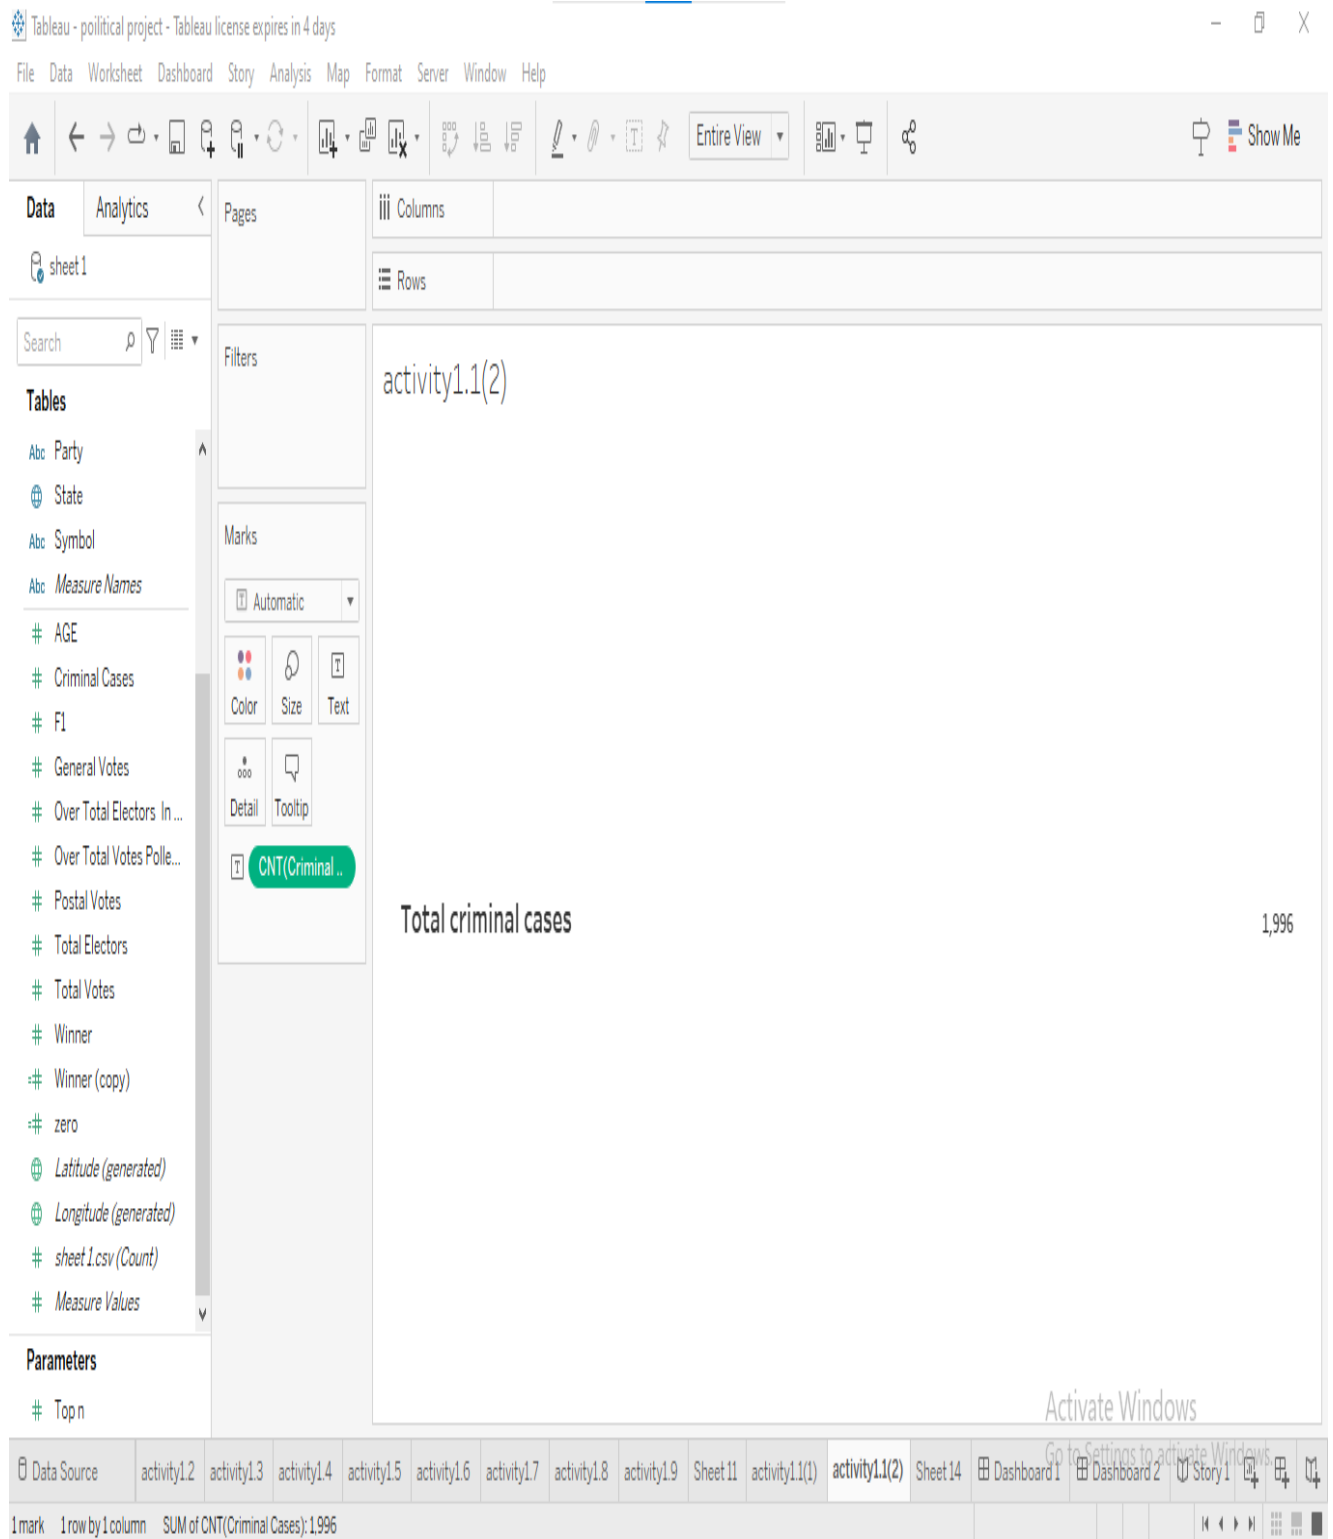 Tableau - poilitical project - Tableau license expires in 4 days
File Data Worksheet Dashboard Story Analysis Map Format Server Window Help
Entire View
Show Me
Data Analytics
Pages
Columns
sheet 1
Rows
Search
Filters
activity1.1(2)
Tables
Abc Party
State
Abc Symbol
Marks
Abc Measure Names
Automatic
# AGE
# Criminal Cases
Color Size Text
# F1
# General Votes
# Over Total Electors In ...
Detail Tooltip
# Over Total Votes Polle...
CNT(Criminal ..
# Postal Votes
Total criminal cases 1,996
# Total Electors
# Total Votes
# Winner
=# Winner (copy)
=# zero
Latitude (generated)
Longitude (generated)
# sheet 1.csv (Count)
# Measure Values
Parameters
# Top n
Activate Windows
Go to Settings to activate Windows.
Data Source activity1.2 activity1.3 activity1.4 activity1.5 activity1.6 activity1.7 activity1.8 activity1.9 Sheet 11 activity1.1(1) activity1.1(2) Sheet 14 Dashboard 1 Dashboard 2 Story 1
1 mark 1 row by 1 column SUM of CNT(Criminal Cases): 1,996